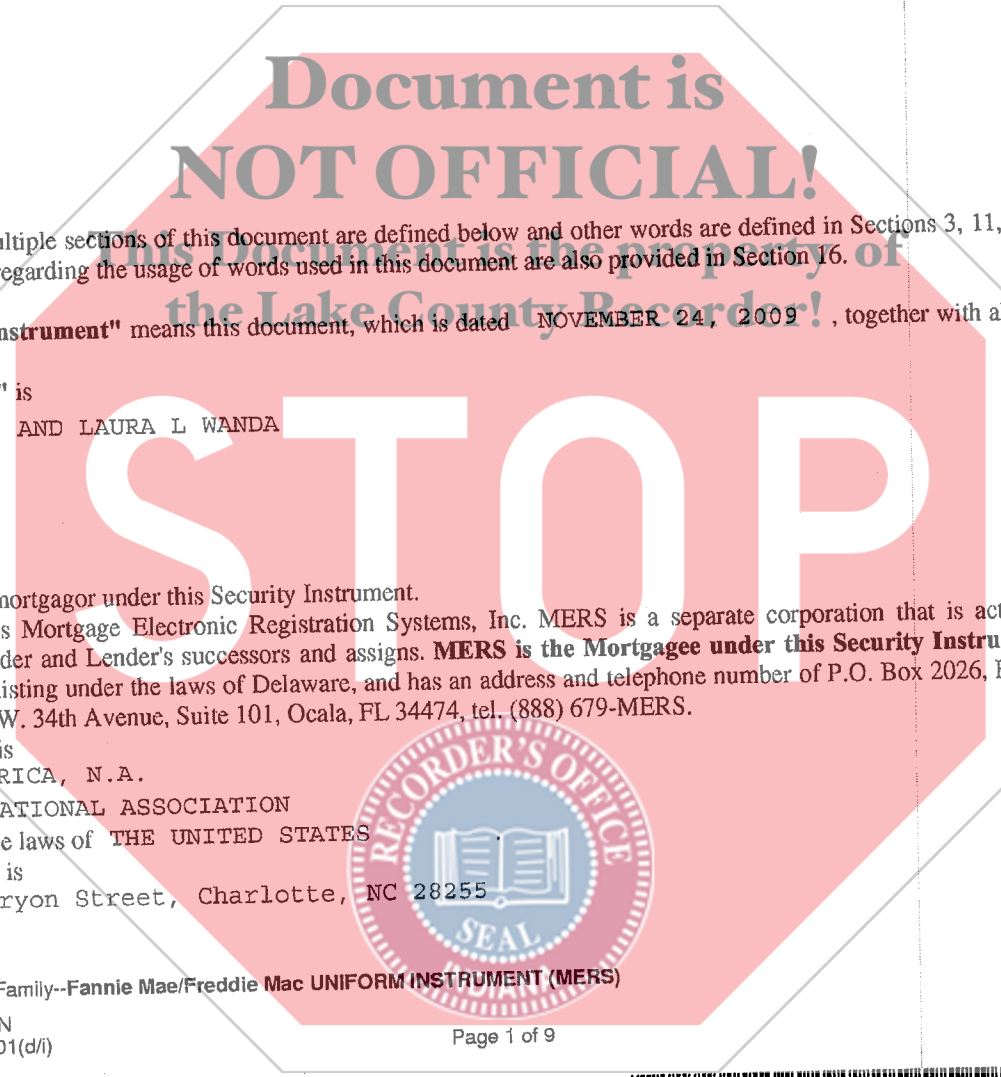 Document is
NOT OFFICIAL!
This Document is the property of
the Lake County Recorder!
STOP
ultiple sections of this document are defined below and other words are defined in Sections 3, 11,
regarding the usage of words used in this document are also provided in Section 16.
nstrument" means this document, which is dated NOVEMBER 24, 2009 , together with al
" is
AND LAURA L WANDA
mortgagor under this Security Instrument.
s Mortgage Electronic Registration Systems, Inc. MERS is a separate corporation that is act
der and Lender's successors and assigns. MERS is the Mortgagee under this Security Instru
isting under the laws of Delaware, and has an address and telephone number of P.O. Box 2026, F
W. 34th Avenue, Suite 101, Ocala, FL 34474, tel. (888) 679-MERS.
is
RICA, N.A.
ATIONAL ASSOCIATION
e laws of THE UNITED STATES
is
ryon Street, Charlotte, NC 28255
RECORDER'S OFFICE
SEAL
INDIANA
Family--Fannie Mae/Freddie Mac UNIFORM INSTRUMENT (MERS)
N
01(d/i)
Page 1 of 9